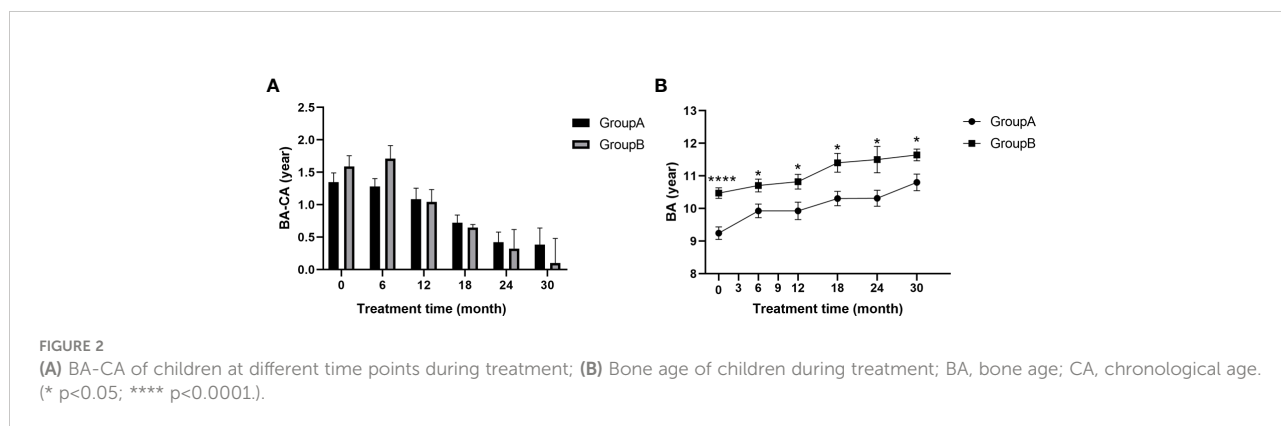 A
2.5
2.0
1.5
1.0
0.5
0.0
BA-CA (year)
0 6 12 18 24 30
Treatment time (month)
GroupA
GroupB
B
13
12
11
10
9
8
BA (year)
**** * * * * *
0 3 6 9 12 18 24 30
Treatment time (month)
GroupA
GroupB
FIGURE 2
(A) BA-CA of children at different time points during treatment; (B) Bone age of children during treatment; BA, bone age; CA, chronological age.
(* p<0.05; **** p<0.0001.).